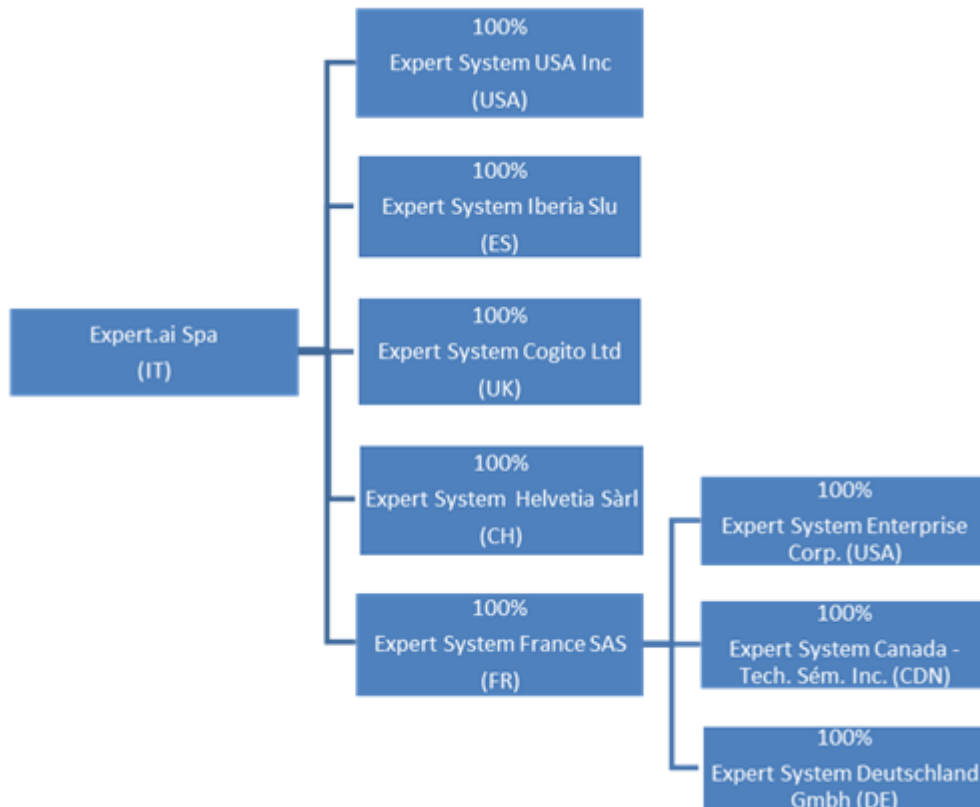 100%
Expert System USA Inc
(USA)
100%
Expert System Iberia Slu
(ES)
Expert.ai Spa
(IT)
100%
Expert System Cogito Ltd
(UK)
100%
Expert System Helvetia Sàrl
(CH)
100%
Expert System France SAS
(FR)
100%
Expert System Enterprise
Corp. (USA)
100%
Expert System Canada -
Tech. Sém. Inc. (CDN)
100%
Expert System Deutschland
Gmbh (DE)